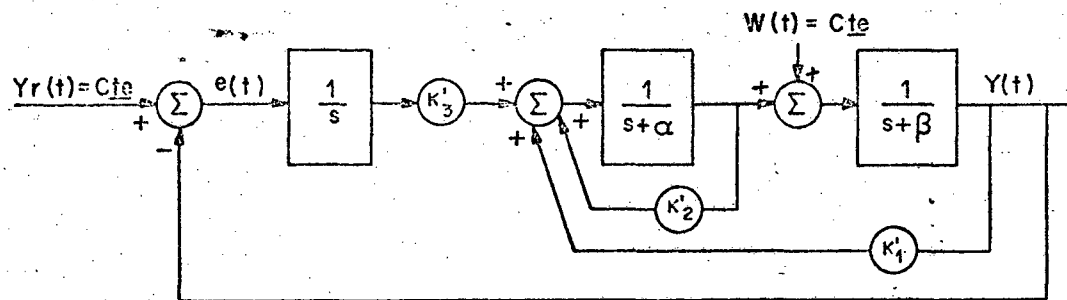 W(t) = Cte
Yr(t) = Cte
+
-
Σ
e(t)
1
s
K'3
+
+
+
Σ
1
s+α
+
+
Σ
1
s+β
Y(t)
K'2
K'1